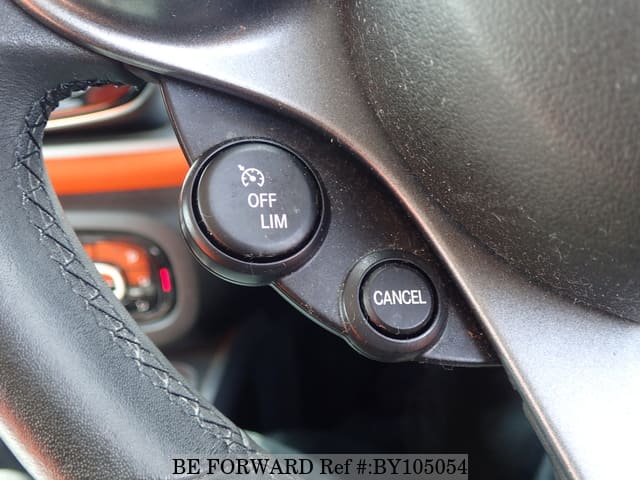 OFF
LIM
CANCEL
BE FORWARD Ref #:BY105054